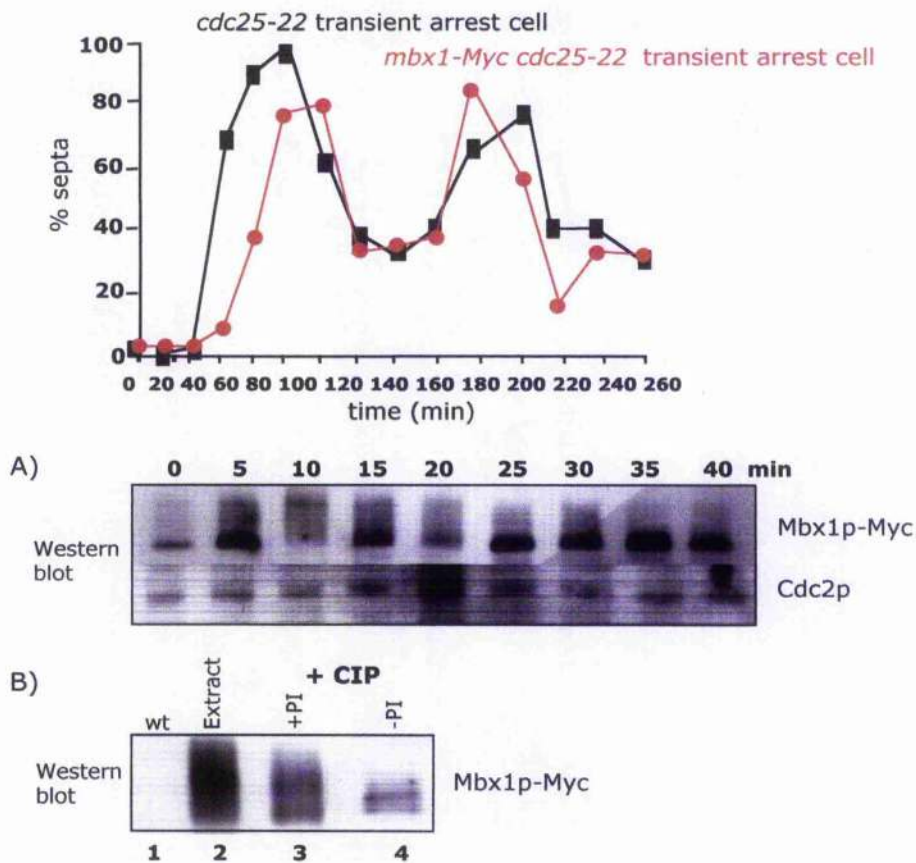 cdc25-22 transient arrest cell
mbx1-Myc cdc25-22 transient arrest cell
% septa
100
80
60
40
20
0
0 20 40 60 80 100 120 140 160 180 200 220 240 260
time (min)
A)
0 5 10 15 20 25 30 35 40 min
Western blot
Mbx1p-Myc
Cdc2p
B)
+ CIP
wt Extract +PI -PI
Western blot
Mbx1p-Myc
1 2 3 4